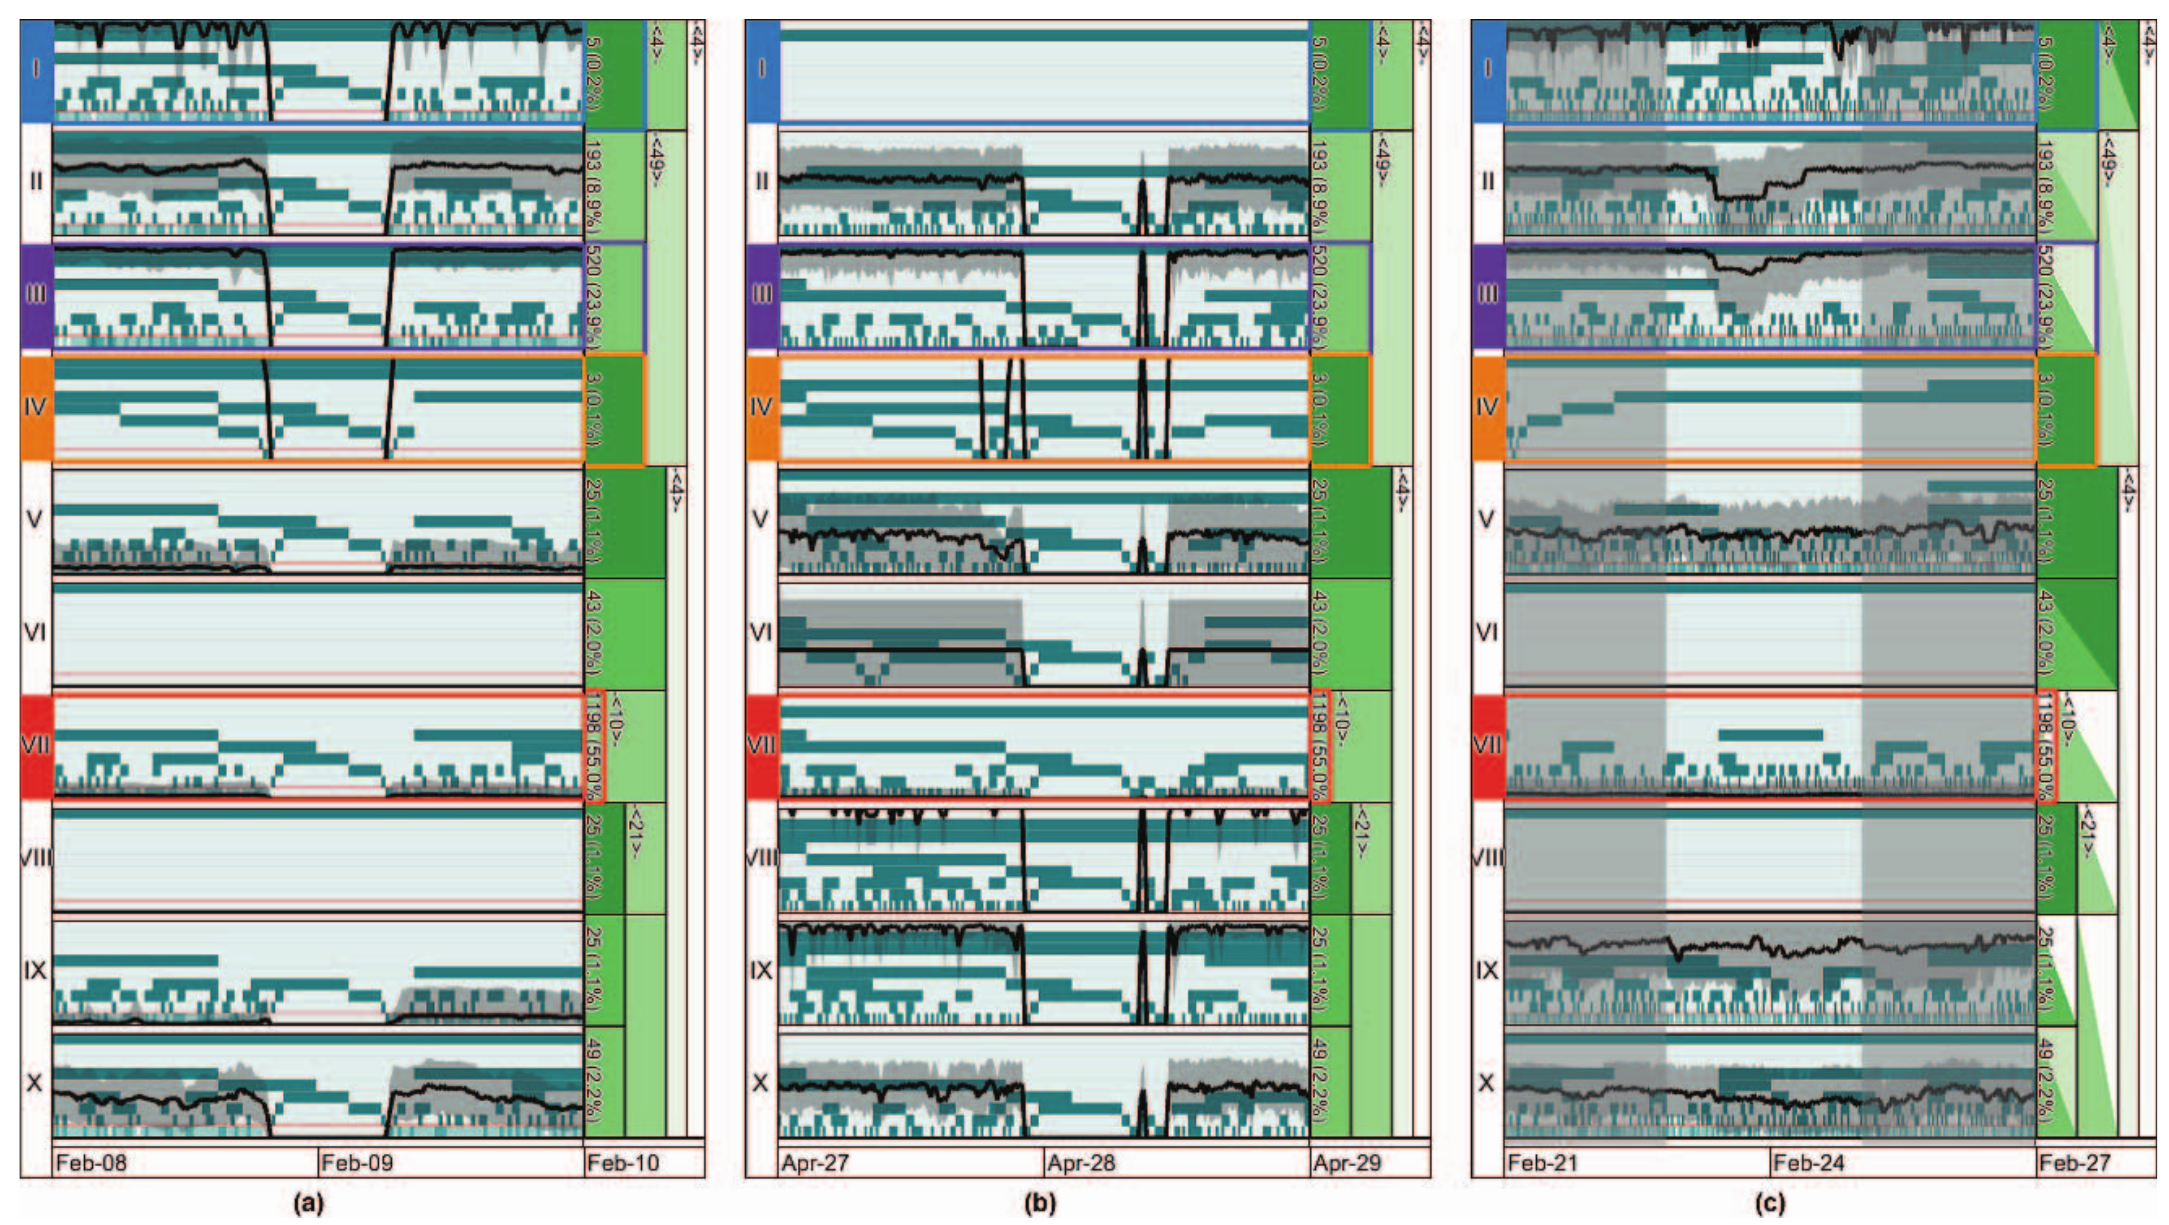 I
5 (0.2%)
-<4>-
-<4>-
II
193 (8.9%)
-<49>-
III
520 (23.9%)
IV
3 (0.1%)
V
25 (1.1%)
-<4>-
VI
43 (2.0%)
VII
1198 (55.0%
-<10>-
VIII
25 (1.1%)
-<21>-
IX
25 (1.1%)
X
49 (2.2%)
Feb-08 Feb-09 Feb-10
(a)
I
5 (0.2%)
-<4>-
-<4>-
II
193 (8.9%)
-<49>-
III
520 (23.9%)
IV
3 (0.1%)
V
25 (1.1%)
-<4>-
VI
43 (2.0%)
VII
1198 (55.0%
-<10>-
VIII
25 (1.1%)
-<21>-
IX
25 (1.1%)
X
49 (2.2%)
Apr-27 Apr-28 Apr-29
(b)
I
5 (0.2%)
-<4>-
-<4>-
II
193 (8.9%)
-<49>-
III
520 (23.9%)
IV
3 (0.1%)
V
25 (1.1%)
-<4>-
VI
43 (2.0%)
VII
1198 (55.0%
-<10>-
VIII
25 (1.1%)
-<21>-
IX
25 (1.1%)
X
49 (2.2%)
Feb-21 Feb-24 Feb-27
(c)